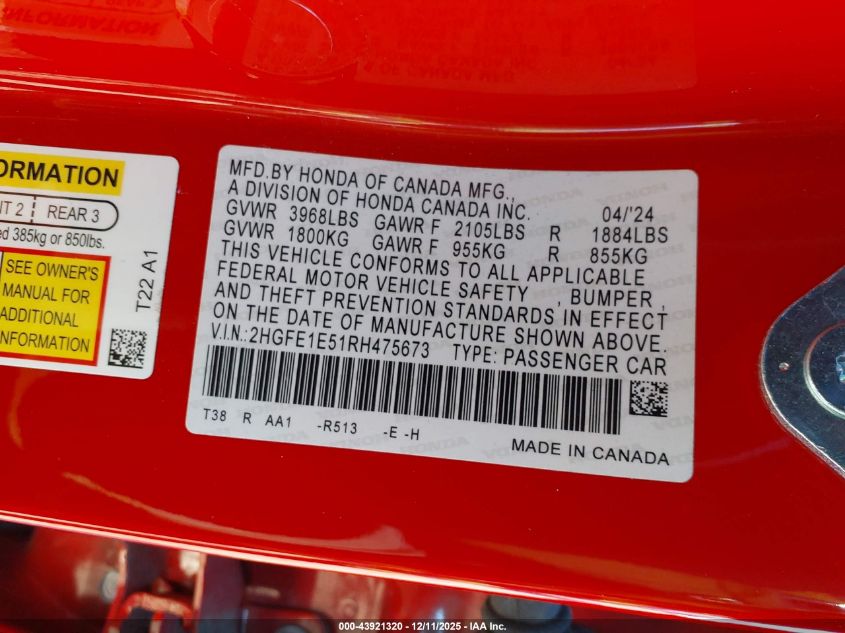 ORMATION
IT 2 REAR 3
ed 385kg or 850lbs.
SEE OWNER'S
MANUAL FOR
ADDITIONAL
INFORMATION
T22 A1
MFD.BY HONDA OF CANADA MFG.,
A DIVISION OF HONDA CANADA INC. 04/'24
GVWR 3968LBS GAWR F 2105LBS R 1884LBS
GVWR 1800KG GAWR F 955KG R 855KG
THIS VEHICLE CONFORMS TO ALL APPLICABLE
FEDERAL MOTOR VEHICLE SAFETY , BUMPER ,
AND THEFT PREVENTION STANDARDS IN EFFECT
ON THE DATE OF MANUFACTURE SHOWN ABOVE.
V.I.N.:2HGFE1E51RH475673 TYPE: PASSENGER CAR
T38 R AA1 -R513 -E -H
MADE IN CANADA
000-43921320 - 12/11/2025 - IAA Inc.